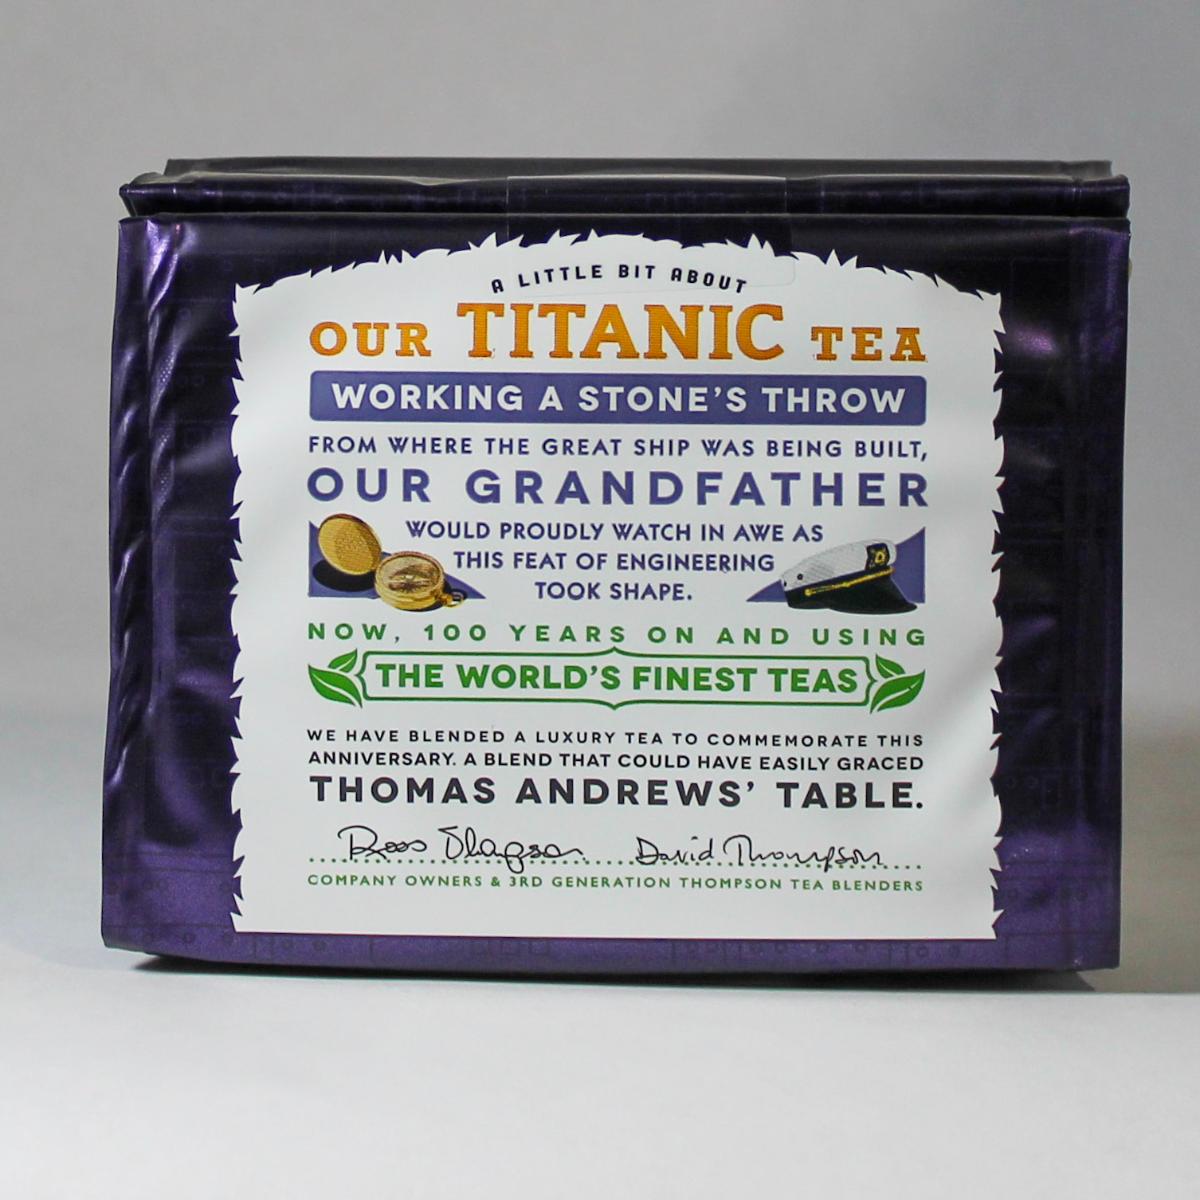 A LITTLE BIT ABOUT
OUR TITANIC TEA
WORKING A STONE'S THROW
FROM WHERE THE GREAT SHIP WAS BEING BUILT,
OUR GRANDFATHER
WOULD PROUDLY WATCH IN AWE AS
THIS FEAT OF ENGINEERING
TOOK SHAPE.
NOW, 100 YEARS ON AND USING
THE WORLD'S FINEST TEAS
WE HAVE BLENDED A LUXURY TEA TO COMMEMORATE THIS
ANNIVERSARY. A BLEND THAT COULD HAVE EASILY GRACED
THOMAS ANDREWS' TABLE.
David Thompson
COMPANY OWNERS & 3RD GENERATION THOMPSON TEA BLENDERS